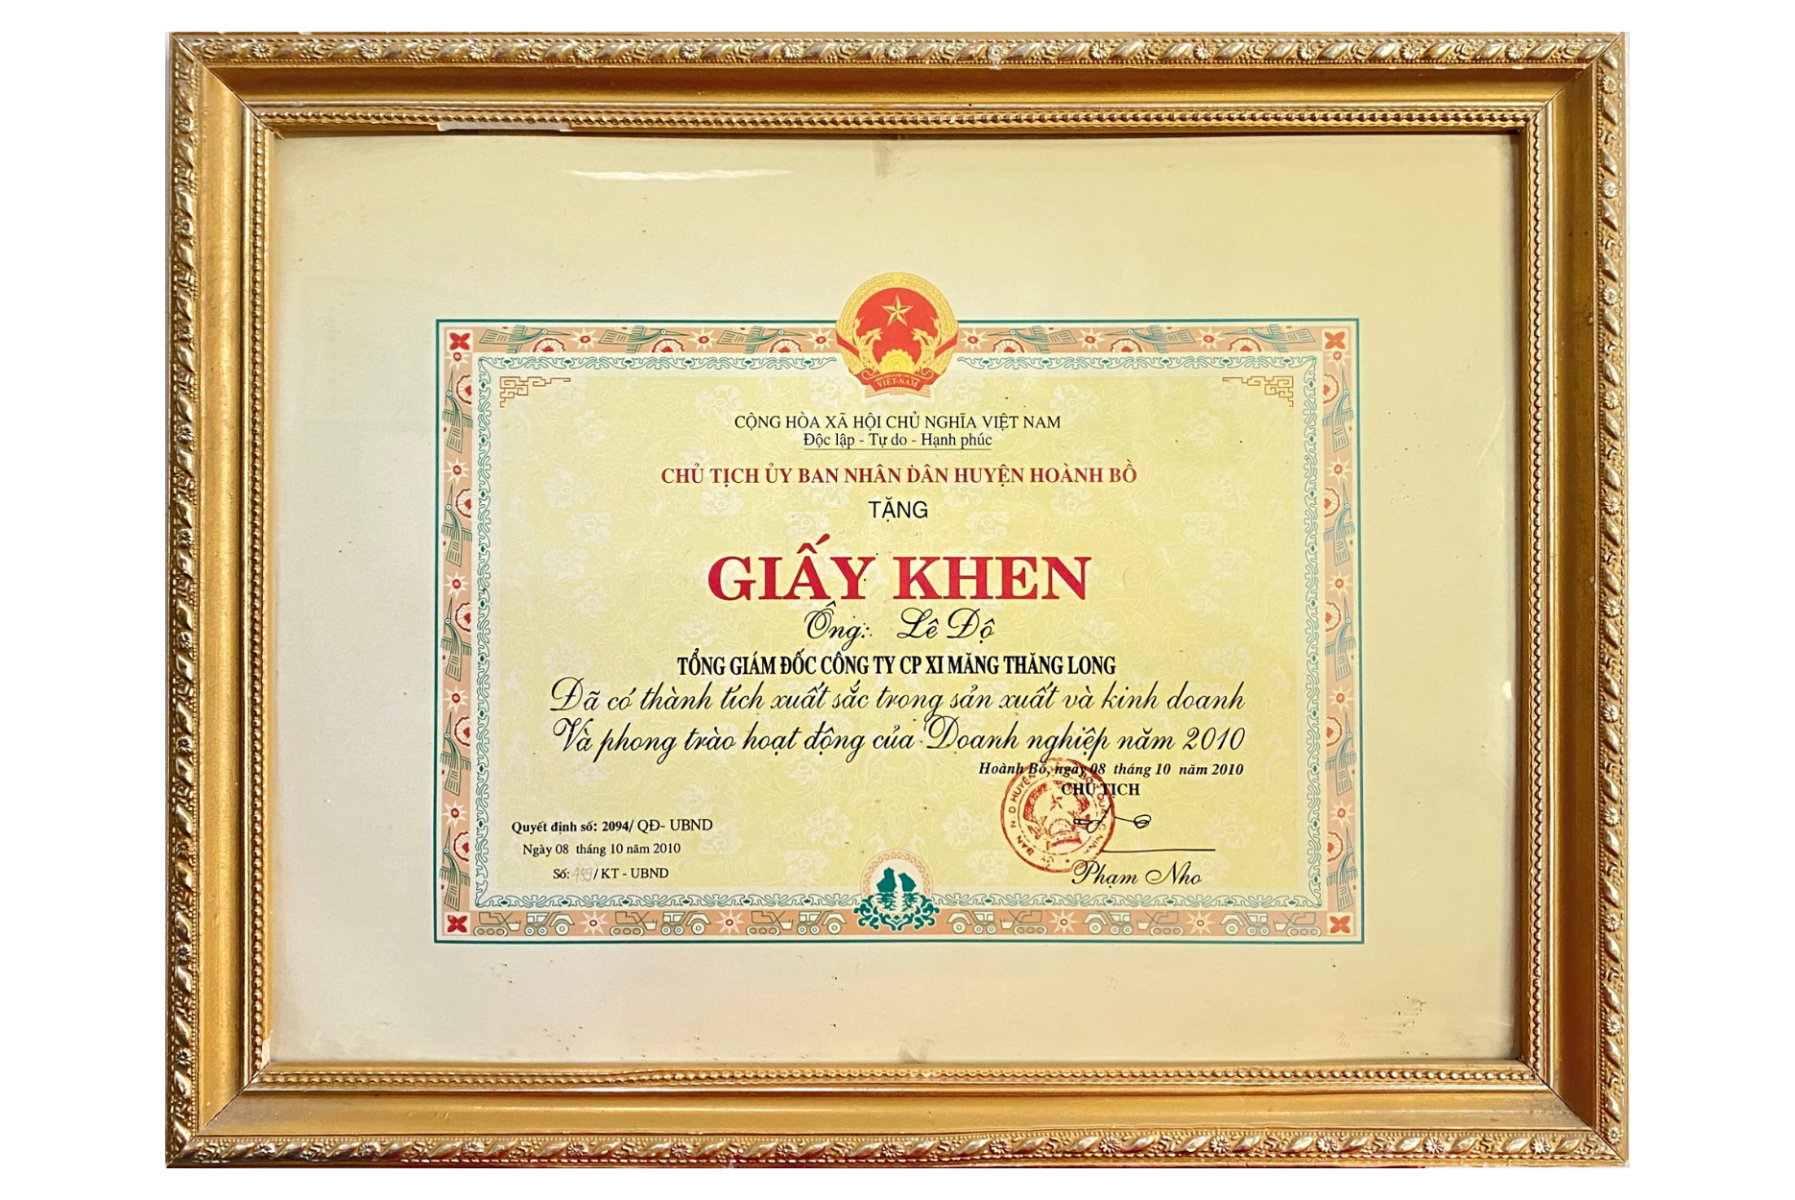 VIỆT NAM
CỘNG HÒA XÃ HỘI CHỦ NGHĨA VIỆT NAM
Độc lập - Tự do - Hạnh phúc
CHỦ TỊCH ỦY BAN NHÂN DÂN HUYỆN HOÀNH BỒ
TẶNG
GIẤY KHEN
Ông: Lê Độ
TỔNG GIÁM ĐỐC CÔNG TY CP XI MĂNG THĂNG LONG
Đã có thành tích xuất sắc trong sản xuất và kinh doanh
Và phong trào hoạt động của Doanh nghiệp năm 2010
Hoành Bồ, ngày 08 tháng 10 năm 2010
CHỦ TỊCH
Phạm Nho
Quyết định số: 2094/ QĐ- UBND
Ngày 08 tháng 10 năm 2010
Số: /KT - UBND